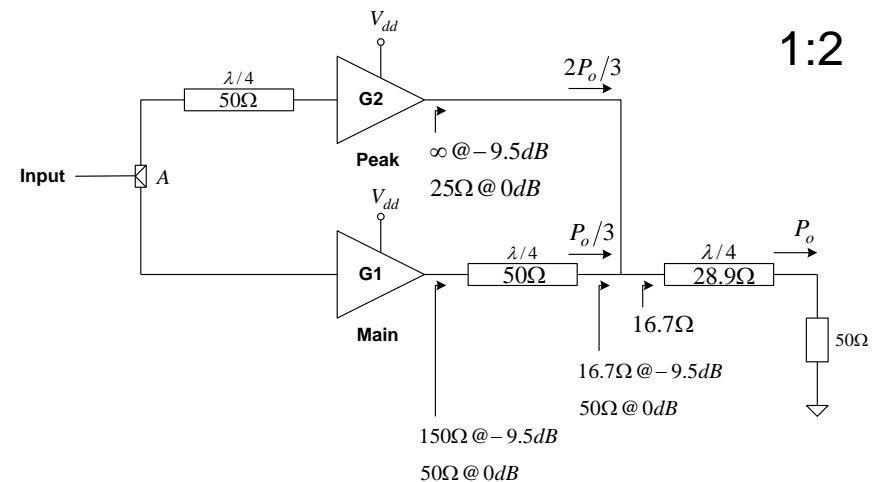 1:2
V_dd
λ/4
50Ω
G2
Peak
2P_o/3
∞@−9.5dB
25Ω@0dB
Input
A
V_dd
G1
Main
λ/4
50Ω
P_o/3
λ/4
28.9Ω
P_o
16.7Ω
50Ω
16.7Ω@−9.5dB
50Ω@0dB
150Ω@−9.5dB
50Ω@0dB